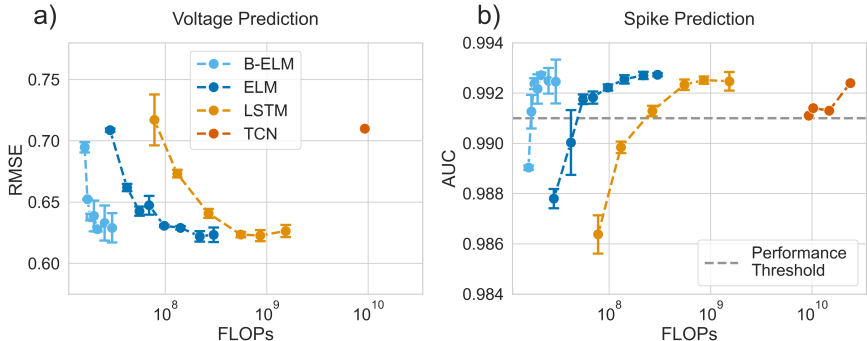 a)
Voltage Prediction
0.75
0.70
0.65
0.60
RMSE
B-ELM
ELM
LSTM
TCN
10^8
10^9
10^10
FLOPs
b)
Spike Prediction
0.994
0.992
0.990
0.988
0.986
0.984
AUC
Performance
Threshold
10^8
10^9
10^10
FLOPs